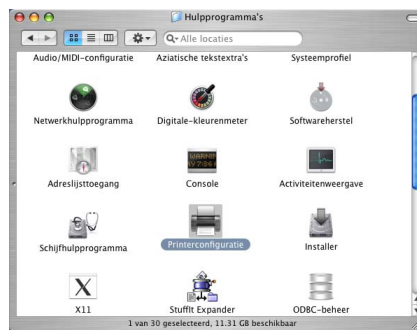 Hulpprogramma's
Alle locaties
Audio/MIDI-configuratie Aziatische tekstextra's Systeemprofiel
Netwerkhulpprogramma Digitale-kleurenmeter Softwareherstel
Adreslijsttoegang Console Activiteitenweergave
Schijfhulpprogramma Printerconfiguratie Installer
X11 StuffIt Expander ODBC-beheer
1 van 30 geselecteerd, 11.31 GB beschikbaar